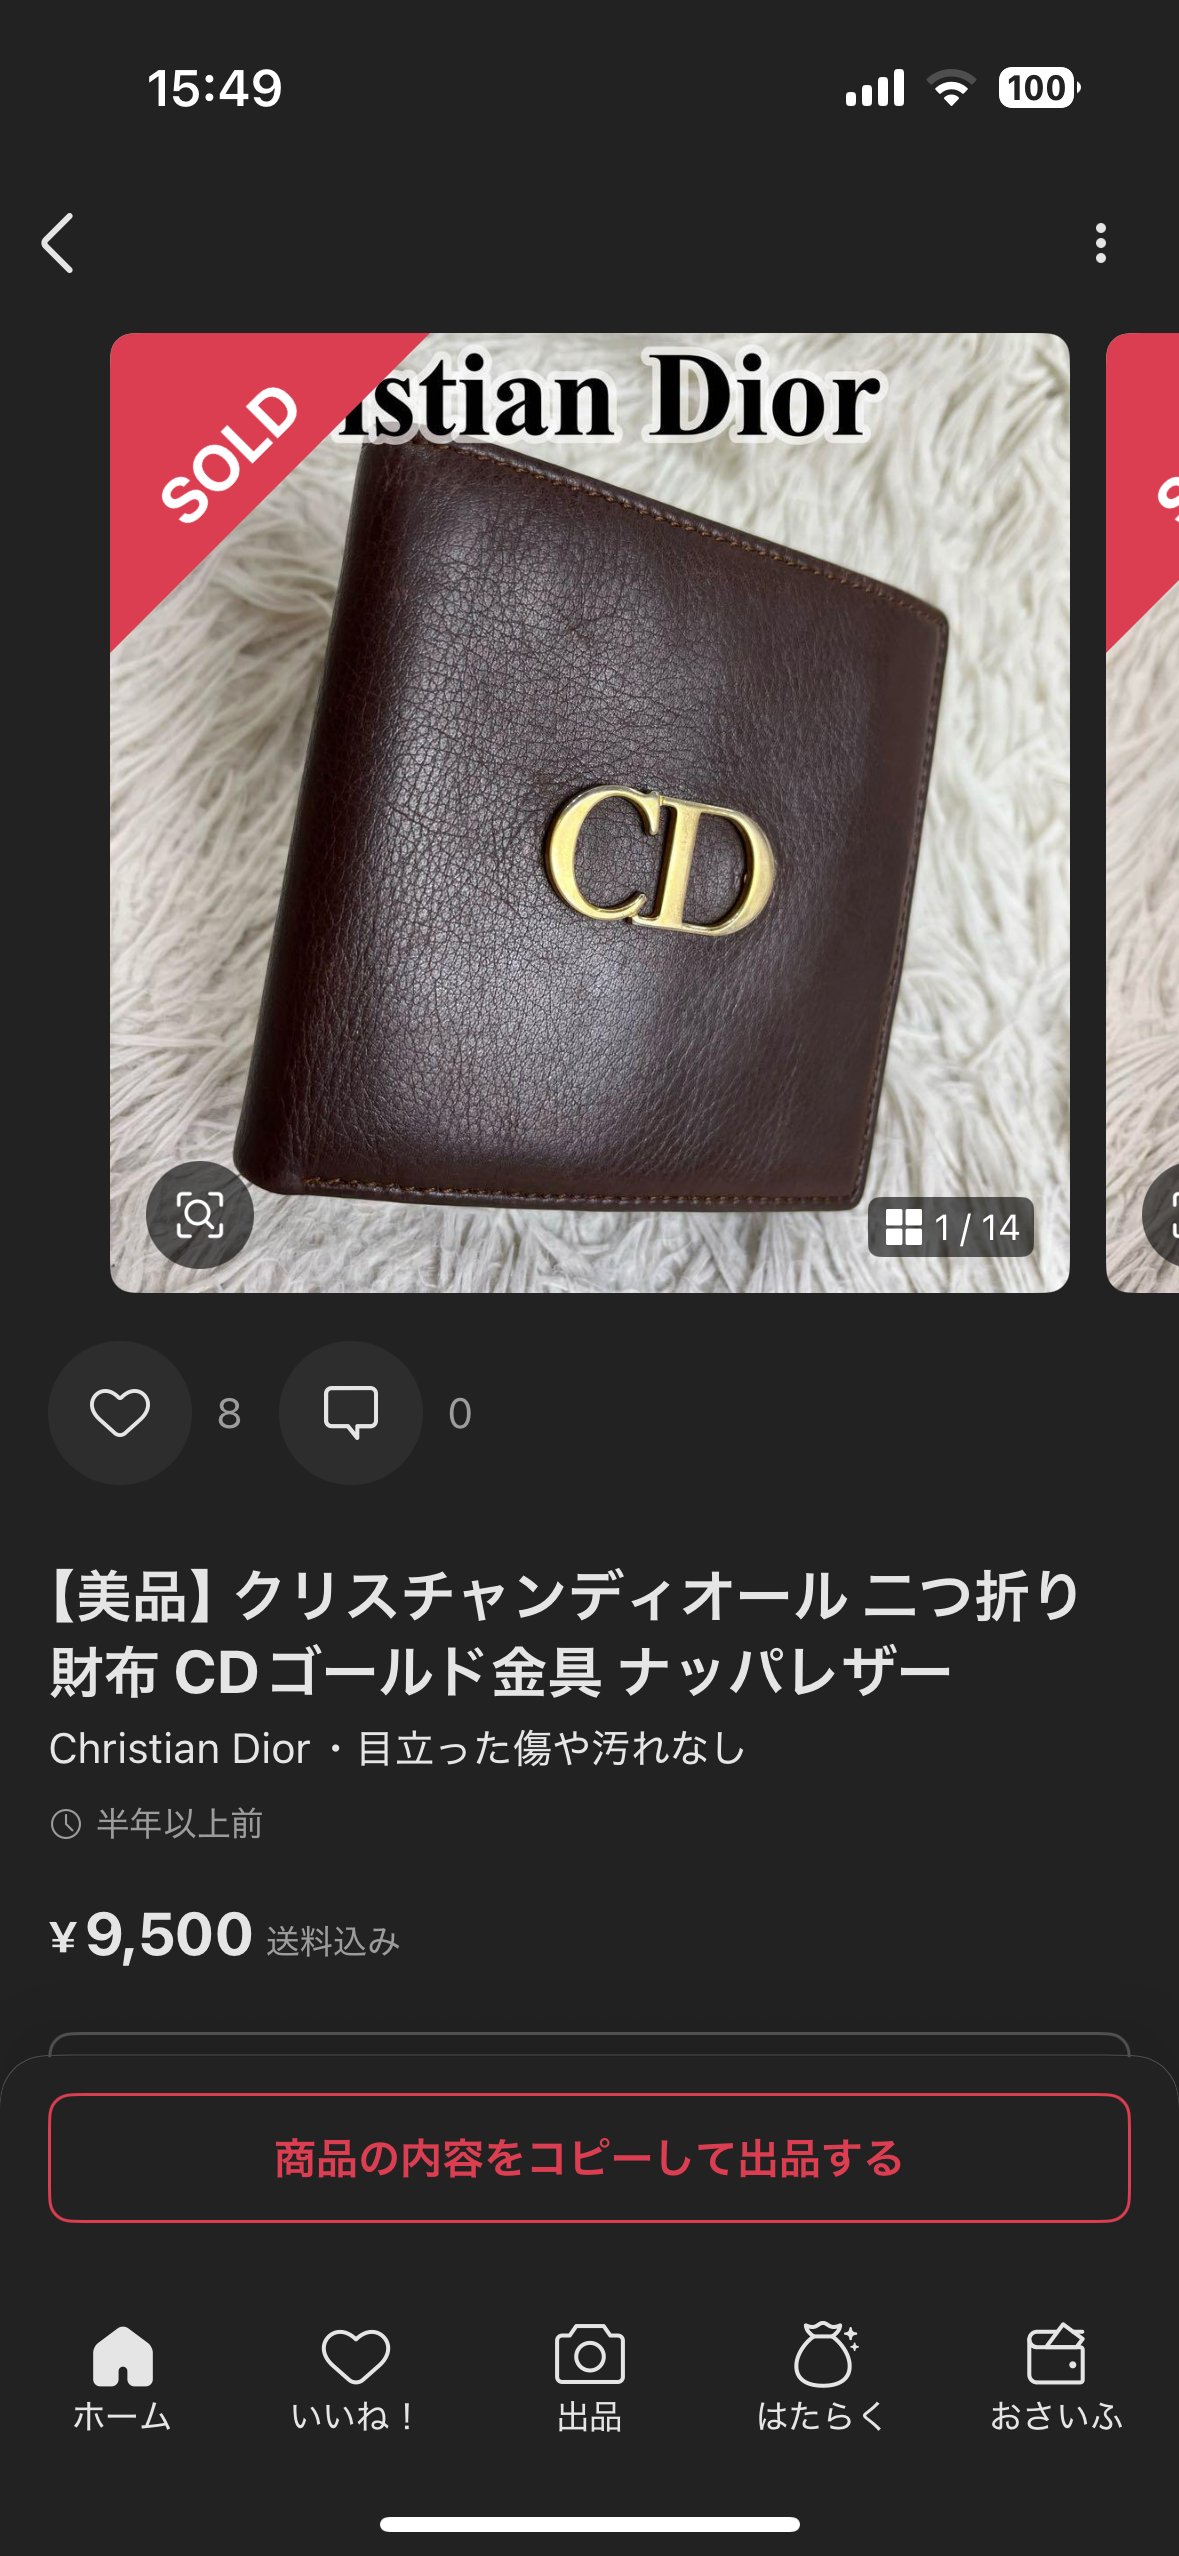 15:49
100
SOLD
istian Dior
CD
1 / 14
8
0
【美品】クリスチャンディオール 二つ折り
財布 CDゴールド金具 ナッパレザー
Christian Dior・目立った傷や汚れなし
半年以上前
¥9,500 送料込み
商品の内容をコピーして出品する
ホーム
いいね！
出品
はたらく
おさいふ